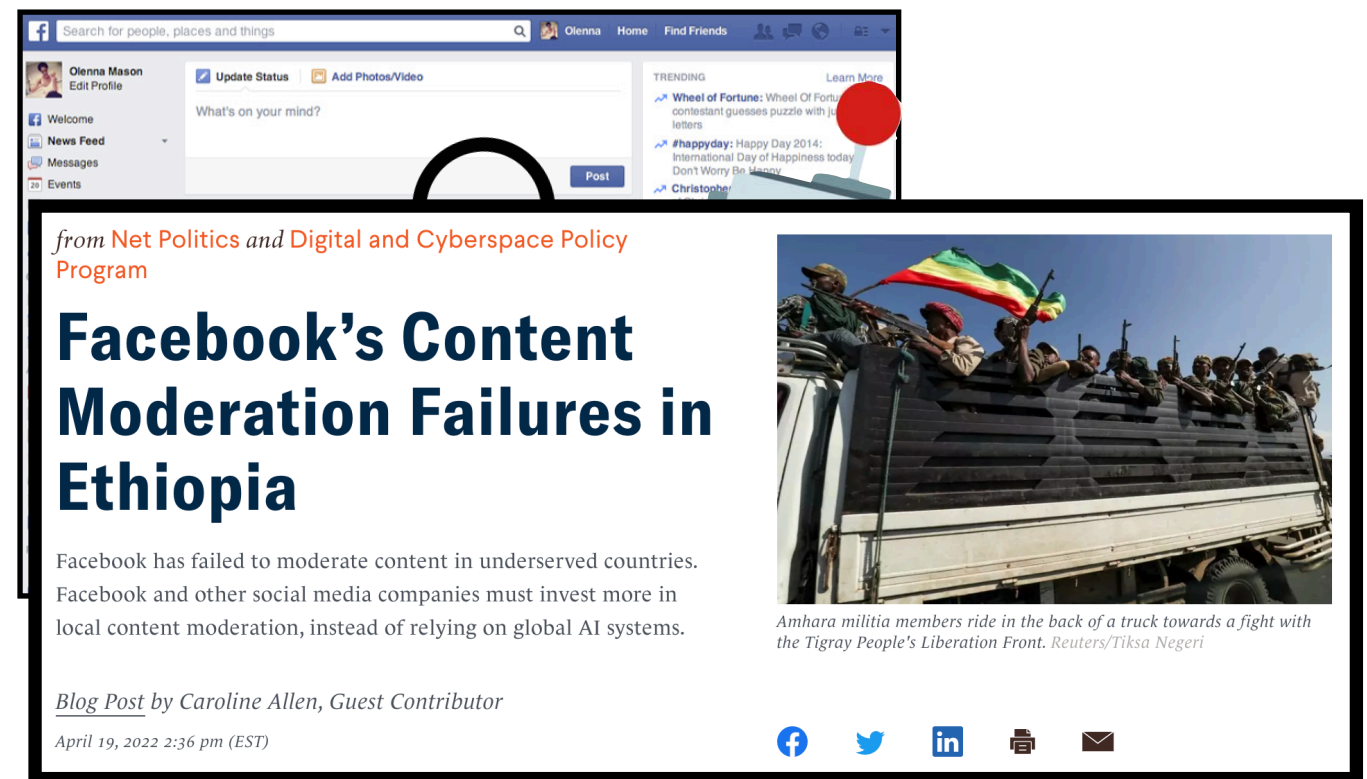 Search for people, places and things
Olenna Home Find Friends
Olenna Mason
Edit Profile
Welcome
News Feed
Messages
20 Events
Update Status Add Photos/Video
What's on your mind?
Post
TRENDING Learn More
Wheel of Fortune: Wheel Of
contestant guesses puzzle with
letters
#happyday: Happy Day 2014:
International Day of Happiness today
Don't Worry Be Happy
from Net Politics and Digital and Cyberspace Policy
Program
Facebook’s Content
Moderation Failures in
Ethiopia
Facebook has failed to moderate content in underserved countries.
Facebook and other social media companies must invest more in
local content moderation, instead of relying on global AI systems.
Blog Post by Caroline Allen, Guest Contributor
April 19, 2022 2:36 pm (EST)
Amhara militia members ride in the back of a truck towards a fight with
the Tigray People's Liberation Front. Reuters/Tiksa Negeri